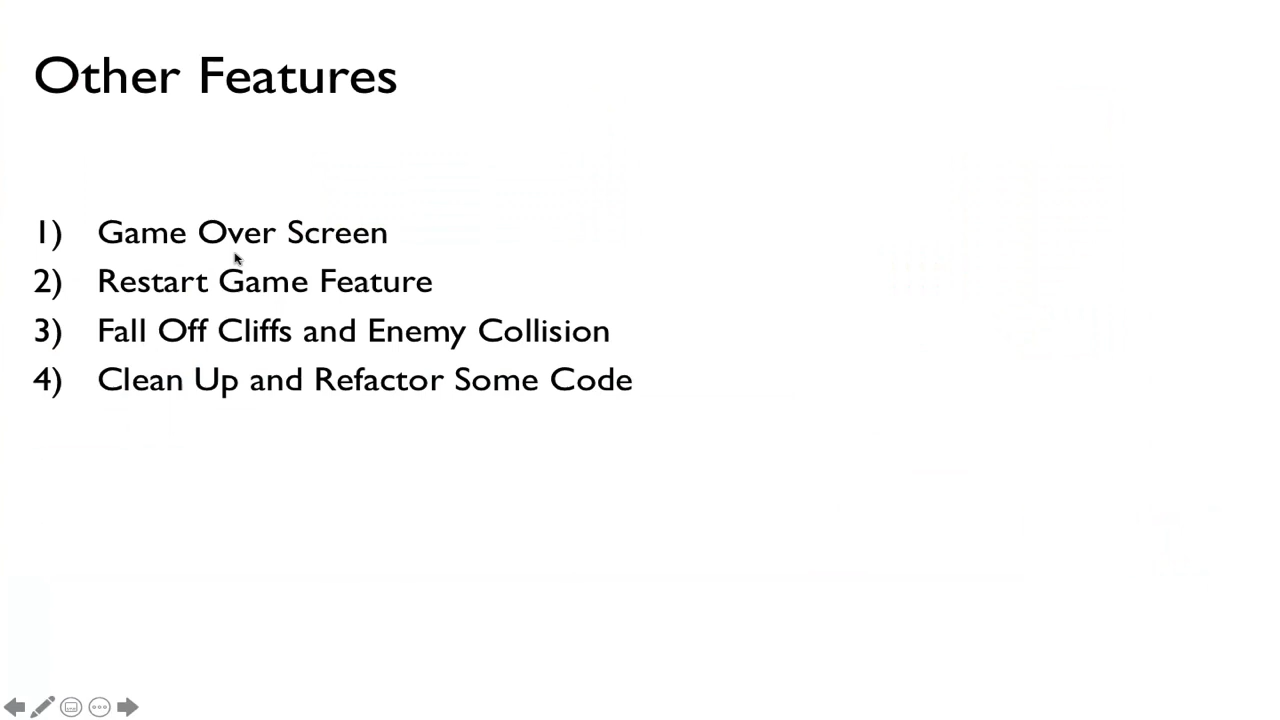 Other Features
1) Game Over Screen
2) Restart Game Feature
3) Fall Off Cliffs and Enemy Collision
4) Clean Up and Refactor Some Code